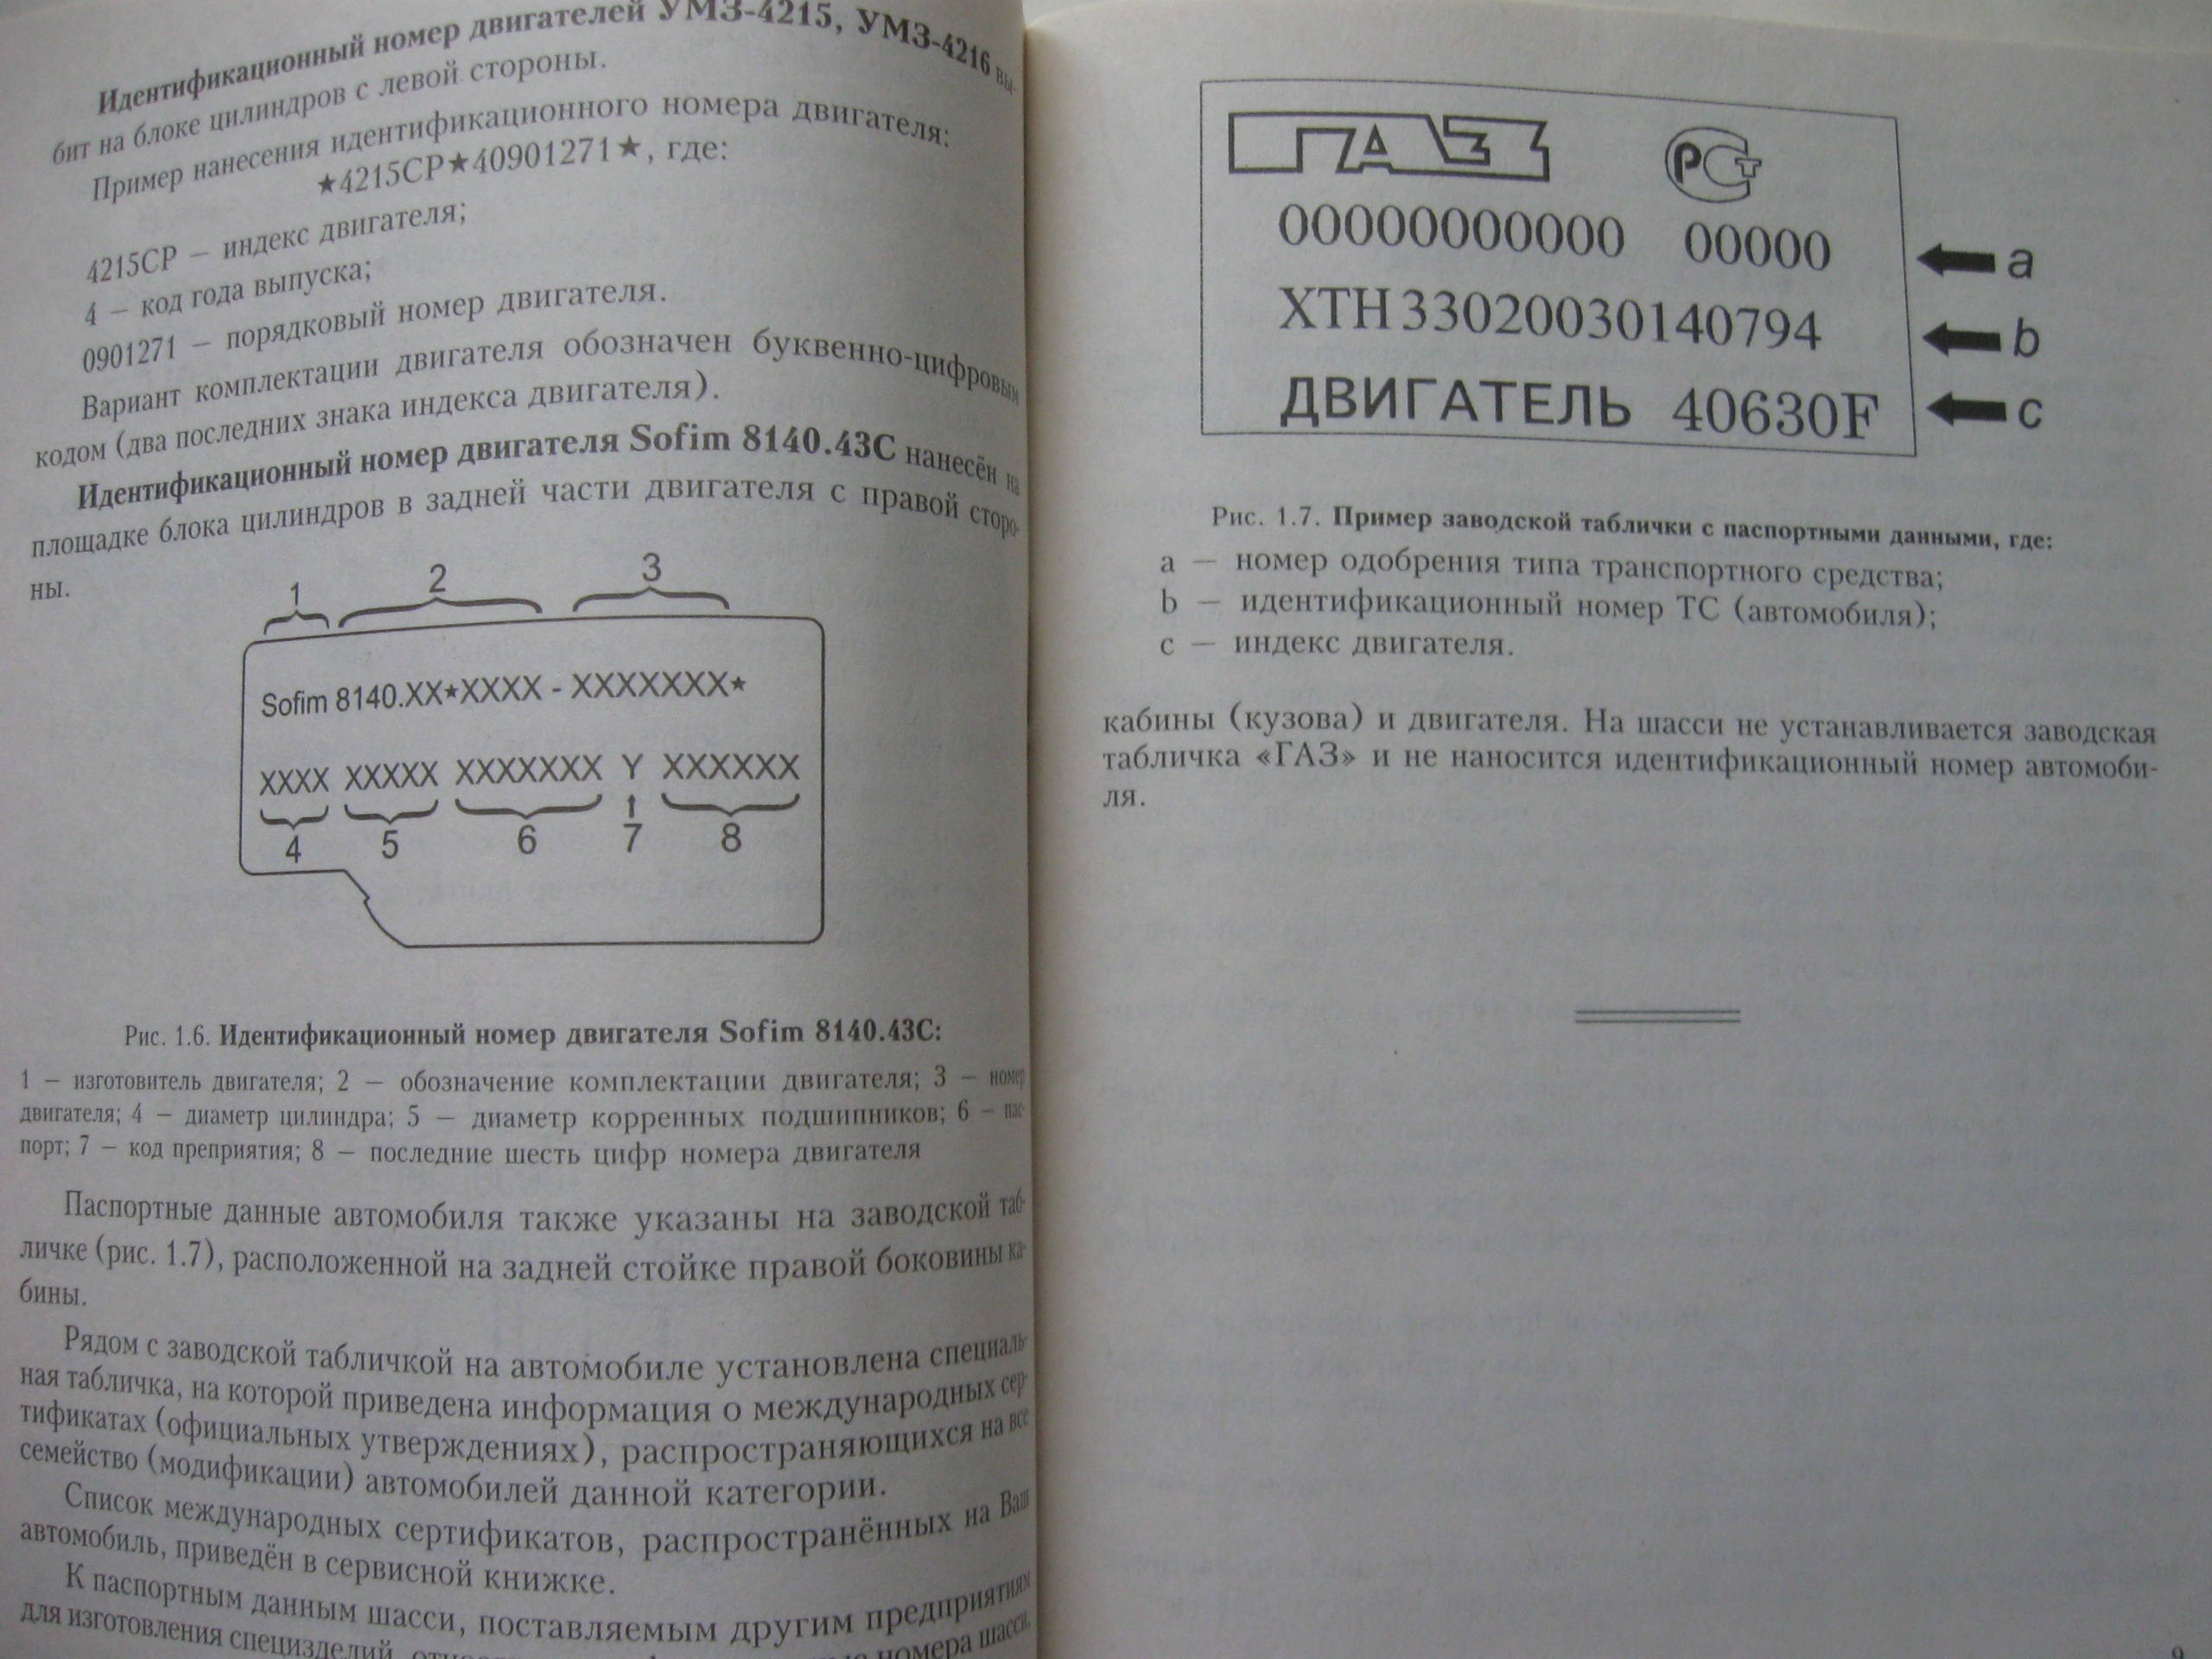 Идентификационный номер двигателей УМЗ-4215, УМЗ-4216 вы-
бит на блоке цилиндров с левой стороны.
Пример нанесения идентификационного номера двигателя:
★4215СР★40901271★, где:
4215СР — индекс двигателя;
4 — код года выпуска;
0901271 — порядковый номер двигателя.
Вариант комплектации двигателя обозначен буквенно-цифровым
кодом (два последних знака индекса двигателя).
Идентификационный номер двигателя Sofim 8140.43С нанесён на
площадке блока цилиндров в задней части двигателя с правой сторо-
ны.
1 2 3
Sofim 8140.XX★XXXX - XXXXXXX★
XXXX XXXXX XXXXXXX Y XXXXXX
4 5 6 7 8
Рис. 1.6. Идентификационный номер двигателя Sofim 8140.43С:
1 — изготовитель двигателя; 2 — обозначение комплектации двигателя; 3 — номер
двигателя; 4 — диаметр цилиндра; 5 — диаметр корренных подшипников; 6 — пас-
порт; 7 — код преприятия; 8 — последние шесть цифр номера двигателя
Паспортные данные автомобиля также указаны на заводской таб-
личке (рис. 1.7), расположенной на задней стойке правой боковины ка-
бины.
Рядом с заводской табличкой на автомобиле установлена специаль-
ная табличка, на которой приведена информация о международных сер-
тификатах (официальных утверждениях), распространяющихся на все
семейство (модификации) автомобилей данной категории.
Список международных сертификатов, распространённых на Ваш
автомобиль, приведён в сервисной книжке.
К паспортным данным шасси, поставляемым другим предприятиям
для изготовления специзделий, номера шасси,
ГАЗ РСТ
00000000000 00000 a
ХТН33020030140794 b
ДВИГАТЕЛЬ 40630F c
Рис. 1.7. Пример заводской таблички с паспортными данными, где:
a — номер одобрения типа транспортного средства;
b — идентификационный номер ТС (автомобиля);
c — индекс двигателя.
кабины (кузова) и двигателя. На шасси не устанавливается заводская
табличка «ГАЗ» и не наносится идентификационный номер автомоби-
ля.
9